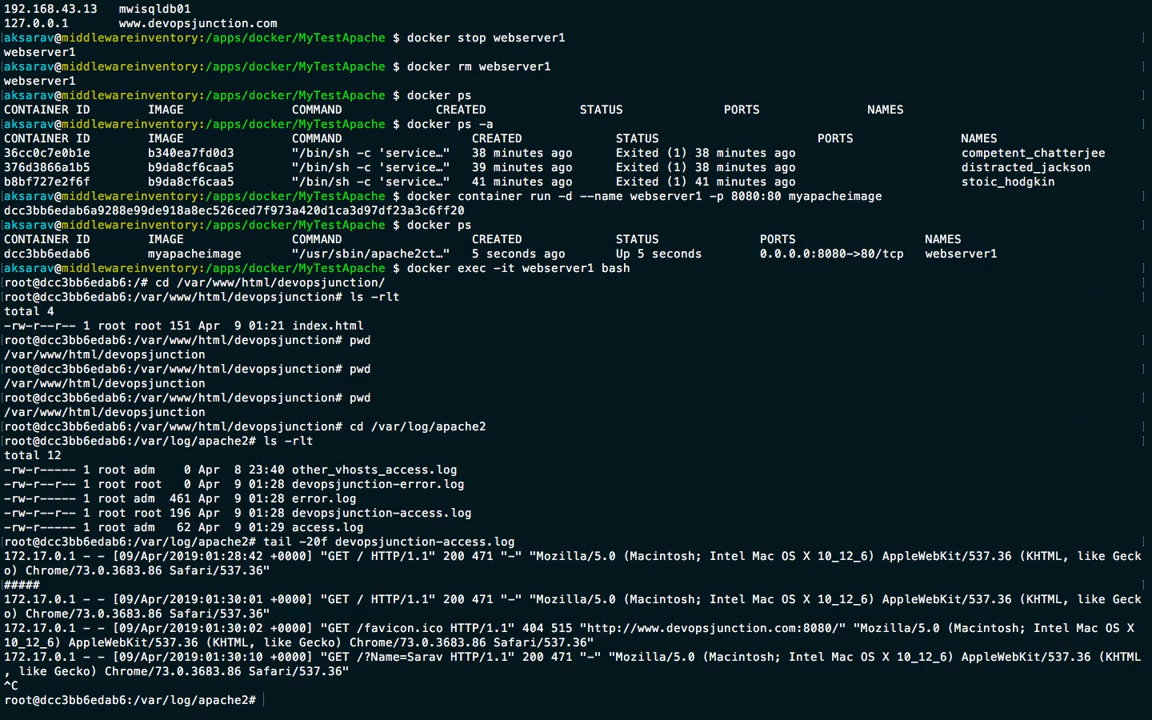 192.168.43.13   mwisqldb01
127.0.0.1       www.devopsjunction.com
aksarav@middlewareinventory:/apps/docker/MyTestApache $ docker stop webserver1
webserver1
aksarav@middlewareinventory:/apps/docker/MyTestApache $ docker rm webserver1
webserver1
aksarav@middlewareinventory:/apps/docker/MyTestApache $ docker ps
CONTAINER ID        IMAGE               COMMAND             CREATED             STATUS              PORTS               NAMES
aksarav@middlewareinventory:/apps/docker/MyTestApache $ docker ps -a
CONTAINER ID        IMAGE               COMMAND                  CREATED             STATUS                      PORTS              NAMES
36cc0c7e0b1e        b340ea7fd0d3        "/bin/sh -c 'service…"   38 minutes ago      Exited (1) 38 minutes ago                       competent_chatterjee
376d3866a1b5        b9da8cf6caa5        "/bin/sh -c 'service…"   39 minutes ago      Exited (1) 38 minutes ago                       distracted_jackson
b8bf727e2f6f        b9da8cf6caa5        "/bin/sh -c 'service…"   41 minutes ago      Exited (1) 41 minutes ago                       stoic_hodgkin
aksarav@middlewareinventory:/apps/docker/MyTestApache $ docker container run -d --name webserver1 -p 8080:80 myapacheimage
dcc3bb6edab6a9288e99de918a8ec526ced7f973a420d1ca3d97df23a3c6ff20
aksarav@middlewareinventory:/apps/docker/MyTestApache $ docker ps
CONTAINER ID        IMAGE               COMMAND                  CREATED             STATUS              PORTS                  NAMES
dcc3bb6edab6        myapacheimage       "/usr/sbin/apache2ct…"   5 seconds ago       Up 5 seconds        0.0.0.0:8080->80/tcp   webserver1
aksarav@middlewareinventory:/apps/docker/MyTestApache $ docker exec -it webserver1 bash
root@dcc3bb6edab6:/# cd /var/www/html/devopsjunction/
root@dcc3bb6edab6:/var/www/html/devopsjunction# ls -rlt
total 4
-rw-r--r-- 1 root root 151 Apr  9 01:21 index.html
root@dcc3bb6edab6:/var/www/html/devopsjunction# pwd
/var/www/html/devopsjunction
root@dcc3bb6edab6:/var/www/html/devopsjunction# pwd
/var/www/html/devopsjunction
root@dcc3bb6edab6:/var/www/html/devopsjunction# pwd
/var/www/html/devopsjunction
root@dcc3bb6edab6:/var/www/html/devopsjunction# cd /var/log/apache2
root@dcc3bb6edab6:/var/log/apache2# ls -rlt
total 12
-rw-r----- 1 root adm    0 Apr  8 23:40 other_vhosts_access.log
-rw-r----- 1 root root   0 Apr  9 01:28 devopsjunction-error.log
-rw-r----- 1 root adm  461 Apr  9 01:28 error.log
-rw-r----- 1 root root 196 Apr  9 01:28 devopsjunction-access.log
-rw-r----- 1 root adm   62 Apr  9 01:29 access.log
root@dcc3bb6edab6:/var/log/apache2# tail -20f devopsjunction-access.log
172.17.0.1 - - [09/Apr/2019:01:28:42 +0000] "GET / HTTP/1.1" 200 471 "-" "Mozilla/5.0 (Macintosh; Intel Mac OS X 10_12_6) AppleWebKit/537.36 (KHTML, like Geck
o) Chrome/73.0.3683.86 Safari/537.36"
#####
172.17.0.1 - - [09/Apr/2019:01:30:01 +0000] "GET / HTTP/1.1" 200 471 "-" "Mozilla/5.0 (Macintosh; Intel Mac OS X 10_12_6) AppleWebKit/537.36 (KHTML, like Geck
o) Chrome/73.0.3683.86 Safari/537.36"
172.17.0.1 - - [09/Apr/2019:01:30:02 +0000] "GET /favicon.ico HTTP/1.1" 404 515 "http://www.devopsjunction.com:8080/" "Mozilla/5.0 (Macintosh; Intel Mac OS X
10_12_6) AppleWebKit/537.36 (KHTML, like Gecko) Chrome/73.0.3683.86 Safari/537.36"
172.17.0.1 - - [09/Apr/2019:01:30:10 +0000] "GET /?Name=Sarav HTTP/1.1" 200 471 "-" "Mozilla/5.0 (Macintosh; Intel Mac OS X 10_12_6) AppleWebKit/537.36 (KHTML
, like Gecko) Chrome/73.0.3683.86 Safari/537.36"
^C
root@dcc3bb6edab6:/var/log/apache2#